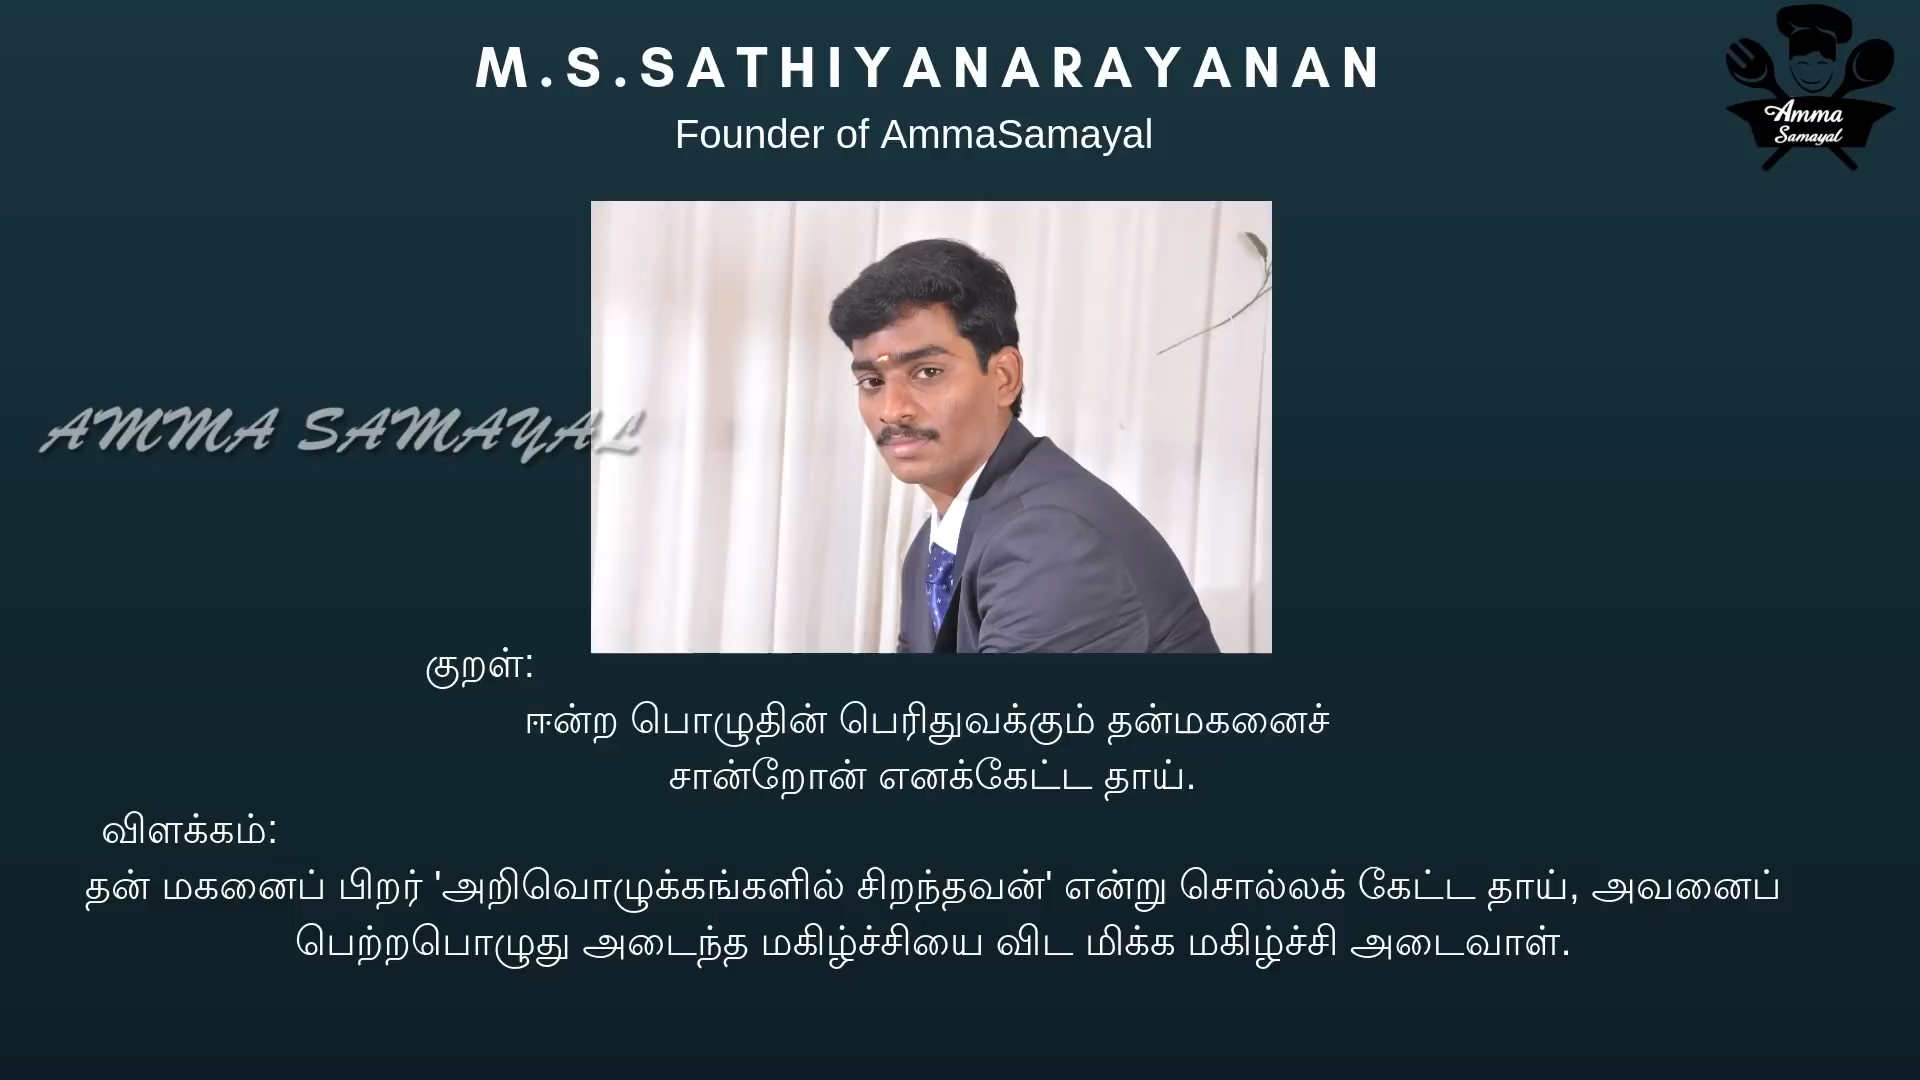 M.S.SATHIYANARAYANAN
Founder of AmmaSamayal
Amma
Samayal
AMMA SAMAYAL
குறள்:
ஈன்ற பொழுதின் பெரிதுவக்கும் தன்மகனைச்
சான்றோன் எனக்கேட்ட தாய்.
விளக்கம்:
தன் மகனைப் பிறர் 'அறிவொழுக்கங்களில் சிறந்தவன்' என்று சொல்லக் கேட்ட தாய், அவனைப்
பெற்றபொழுது அடைந்த மகிழ்ச்சியை விட மிக்க மகிழ்ச்சி அடைவாள்.